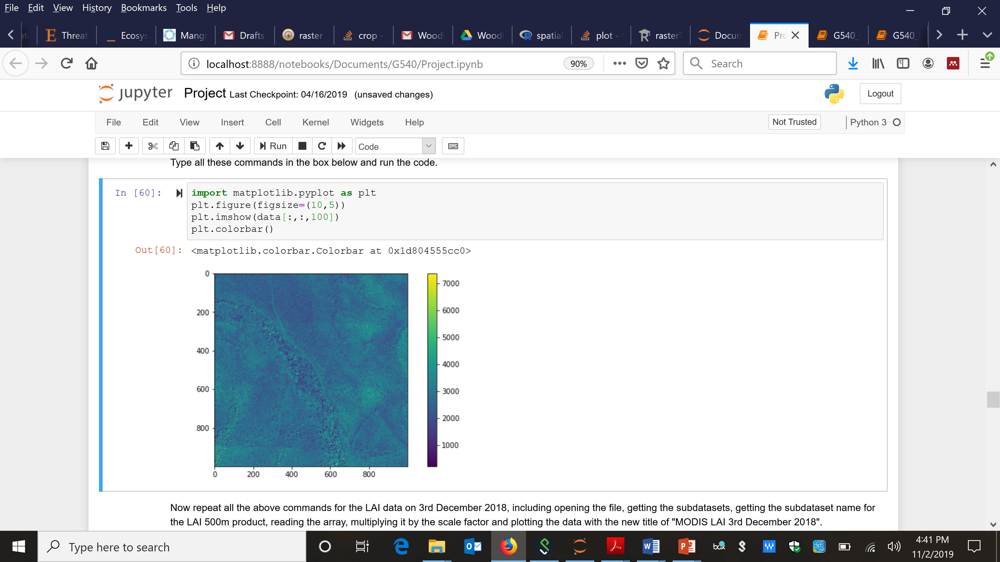 File Edit View History Bookmarks Tools Help
Threat Ecosys Mang Drafts raster crop - Wood Wood spatial plot - raster Docum Pro G540_ G540_
localhost:8888/notebooks/Documents/G540/Project.ipynb 90% Search
jupyter Project Last Checkpoint: 04/16/2019 (unsaved changes) Logout
File Edit View Insert Cell Kernel Widgets Help Not Trusted Python 3
Run Code
Type all these commands in the box below and run the code.
In [60]: import matplotlib.pyplot as plt
plt.figure(figsize=(10,5))
plt.imshow(data[:,:,100])
plt.colorbar()
Out[60]: <matplotlib.colorbar.Colorbar at 0x1d804555cc0>
0
200
400
600
800
0 200 400 600 800
7000
6000
5000
4000
3000
2000
1000
Now repeat all the above commands for the LAI data on 3rd December 2018, including opening the file, getting the subdatasets, getting the subdataset name for
the LAI 500m product, reading the array, multiplying it by the scale factor and plotting the data with the new title of "MODIS LAI 3rd December 2018".
Type here to search
box
4:41 PM
11/2/2019